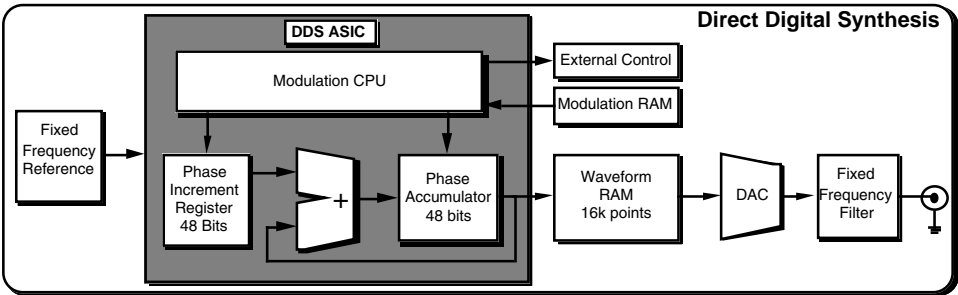 Direct Digital Synthesis
DDS ASIC
Modulation CPU
External Control
Modulation RAM
Fixed
Frequency
Reference
Phase
Increment
Register
48 Bits
+
Phase
Accumulator
48 bits
Waveform
RAM
16k points
DAC
Fixed
Frequency
Filter